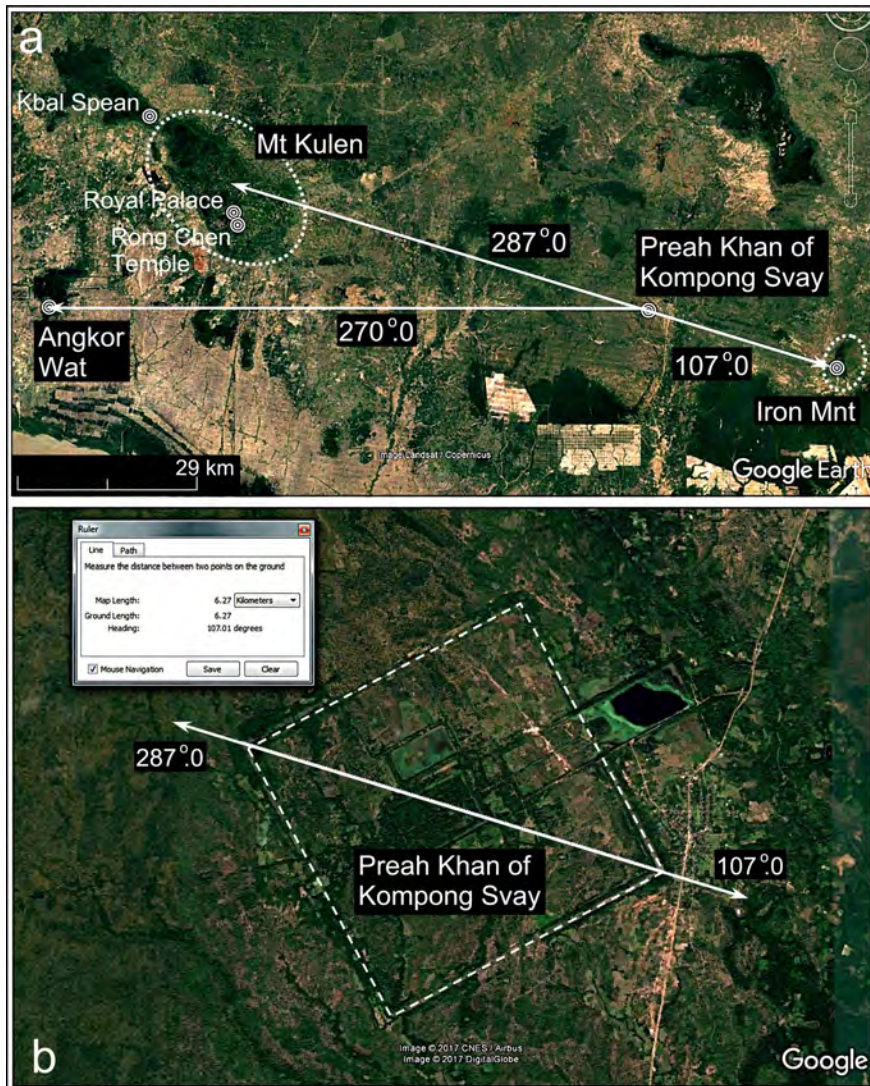 a
Kbal Spean
Mt Kulen
Royal Palace
Rong Chen
Temple
287°.0
Preah Khan of
Kompong Svay
Angkor
Wat
270°.0
107°.0
Iron Mnt
Image Landsat / Copernicus
29 km
Google Earth
Ruler
Line
Path
Measure the distance between two points on the ground
Map Length: 6.27 Kilometers
Ground Length: 6.27
Heading: 107.01 degrees
Mouse Navigation
Save
Clear
287°.0
Preah Khan of
Kompong Svay
107°.0
b
Image © 2017 CNES / Airbus
Image © 2017 DigitalGlobe
Google